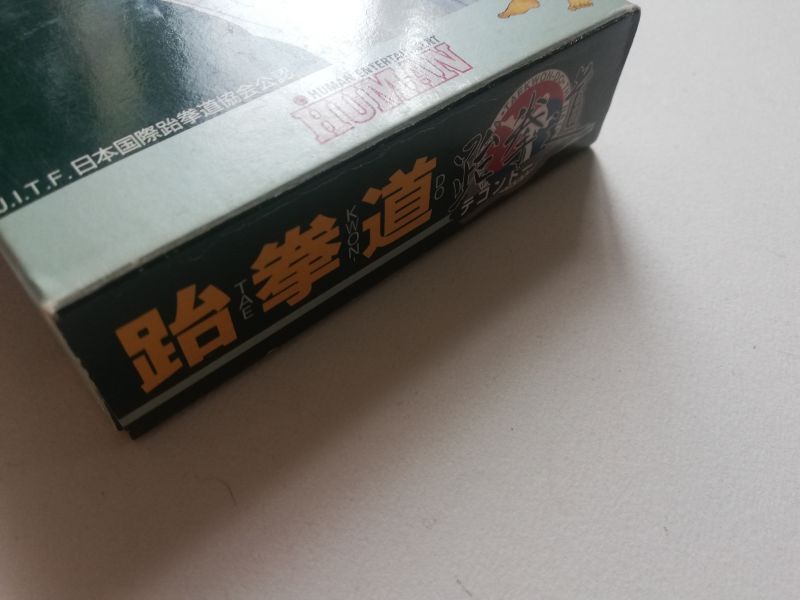 J.I.T.F.日本国際跆拳道協会公認
HUMAN ENTERTAINMENT
HUMAN
跆拳道
TAE KWON- DO
テコンドー